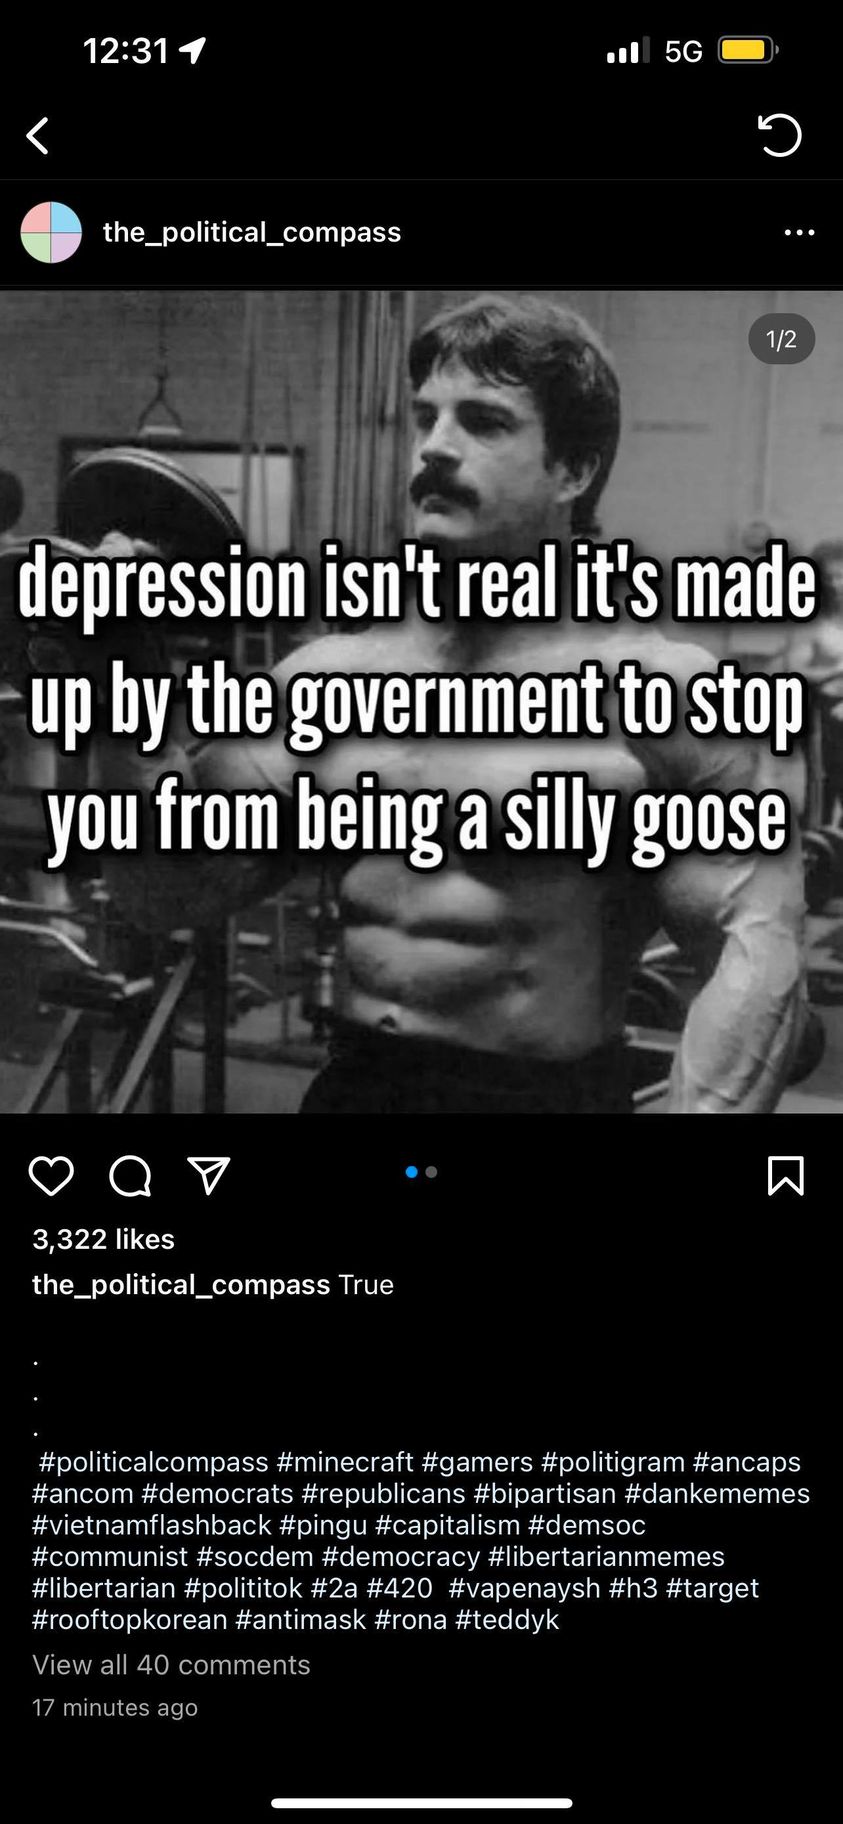 12:31
5G
the_political_compass
1/2
depression isn't real it's made
up by the government to stop
you from being a silly goose
3,322 likes
the_political_compass True
.
.
.
#politicalcompass #minecraft #gamers #politigram #ancaps
#ancom #democrats #republicans #bipartisan #dankememes
#vietnamflashback #pingu #capitalism #demsoc
#communist #socdem #democracy #libertarianmemes
#libertarian #polititok #2a #420 #vapenaysh #h3 #target
#rooftopkorean #antimask #rona #teddyk
View all 40 comments
17 minutes ago